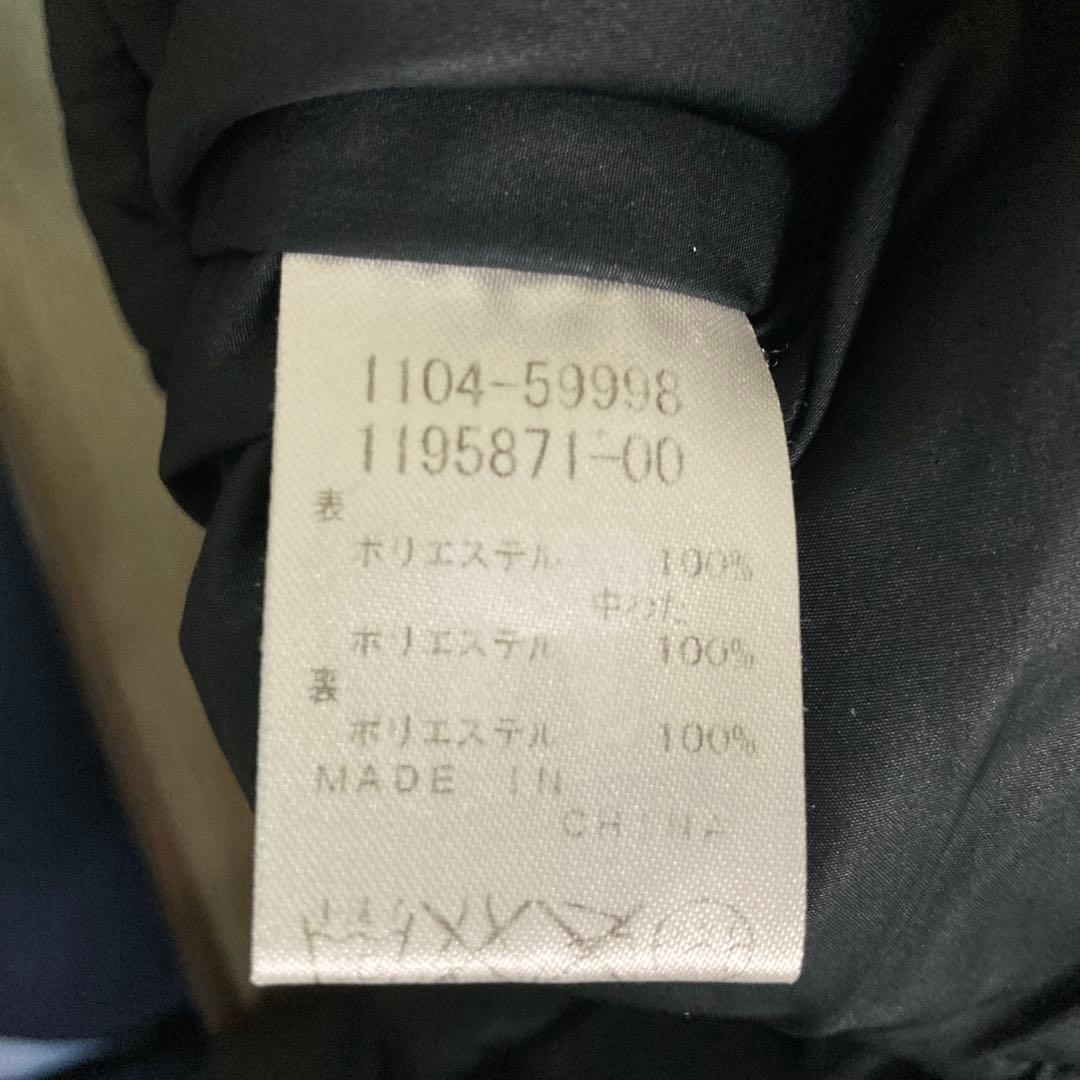 1104-59998
1195871-00
表
ポリエステル 100%
中わた
ポリエステル 100%
裏
ポリエステル 100%
MADE IN
CHINA